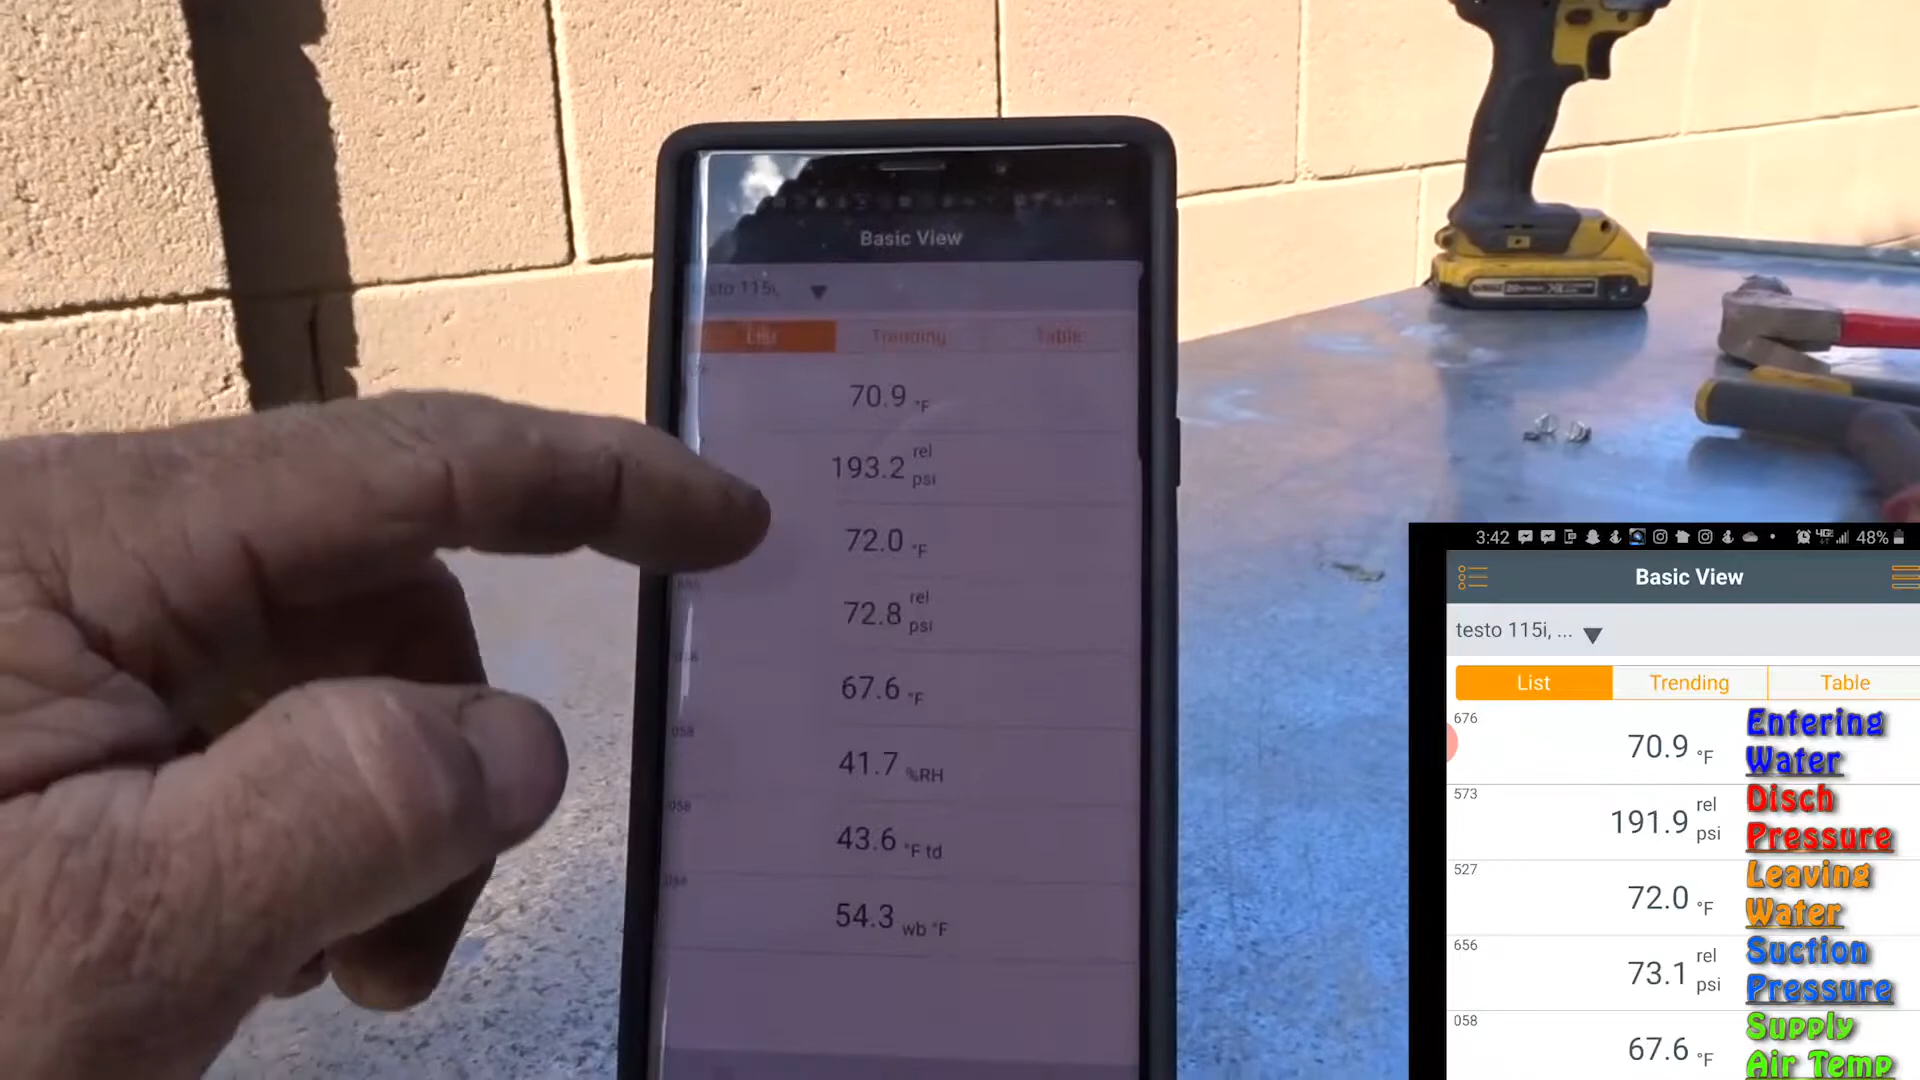 Basic View
sto 115i,
List
Trending
Table
70.9 °F
193.2 rel psi
72.0 °F
72.8 rel psi
67.6 °F
058
41.7 %RH
058
43.6 °F td
54.3 wb °F
3:42
48%
Basic View
testo 115i, ...
List
Trending
Table
676
70.9 °F
Entering Water
573
191.9 rel psi
Disch Pressure
527
72.0 °F
Leaving Water
656
73.1 rel psi
Suction Pressure
058
67.6 °F
Supply Air Temp